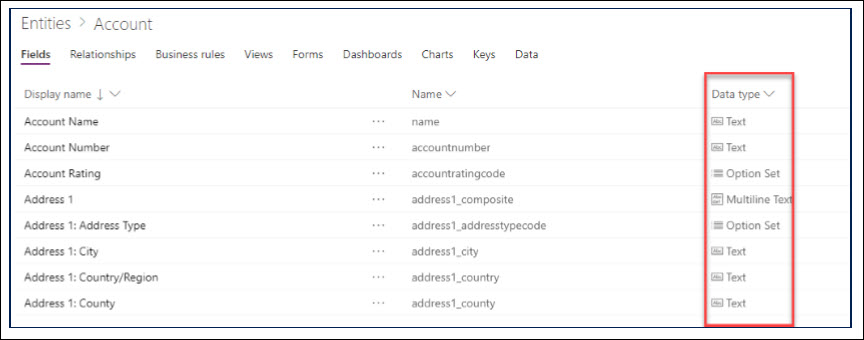 Entities > Account
Fields Relationships Business rules Views Forms Dashboards Charts Keys Data
Display name ↓ Name Data type
Account Name ··· name Text
Account Number ··· accountnumber Text
Account Rating ··· accountratingcode Option Set
Address 1 ··· address1_composite Multiline Text
Address 1: Address Type ··· address1_addresstypecode Option Set
Address 1: City ··· address1_city Text
Address 1: Country/Region ··· address1_country Text
Address 1: County ··· address1_county Text